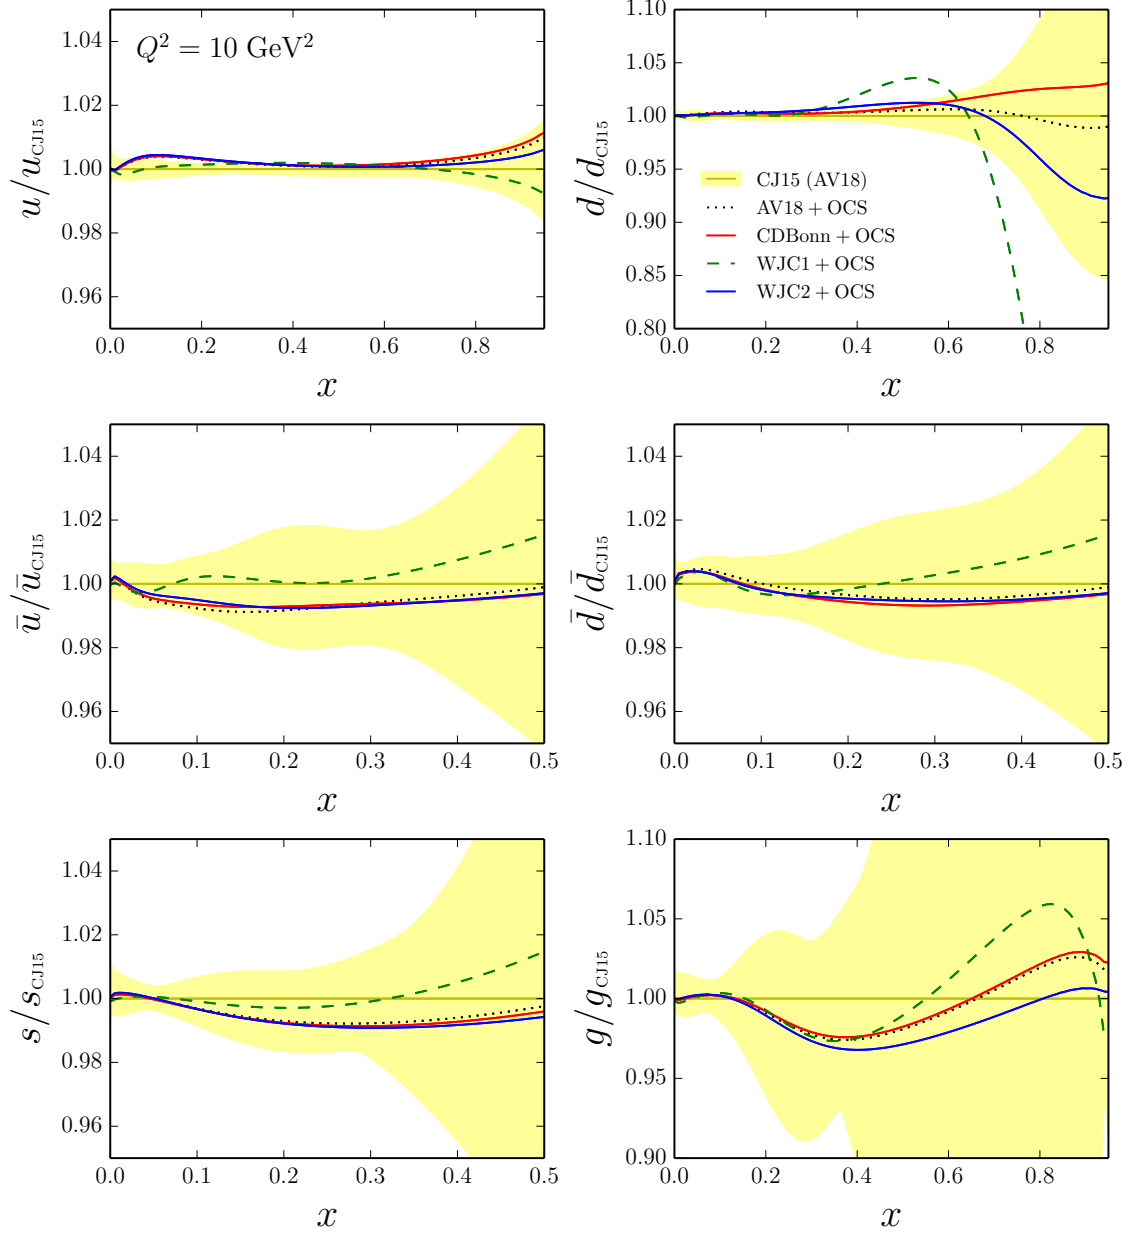 Q² = 10 GeV²
1.04
1.02
1.00
0.98
0.96
u/u_CJ15
0.0 0.2 0.4 0.6 0.8
x
1.10
1.05
1.00
0.95
0.90
0.85
0.80
d/d_CJ15
CJ15 (AV18)
AV18 + OCS
CDBonn + OCS
WJC1 + OCS
WJC2 + OCS
0.0 0.2 0.4 0.6 0.8
x
1.04
1.02
1.00
0.98
0.96
ū/ū_CJ15
0.0 0.1 0.2 0.3 0.4 0.5
x
1.04
1.02
1.00
0.98
0.96
d̄/d̄_CJ15
0.0 0.1 0.2 0.3 0.4 0.5
x
1.04
1.02
1.00
0.98
0.96
s/s_CJ15
0.0 0.1 0.2 0.3 0.4 0.5
x
1.10
1.05
1.00
0.95
0.90
g/g_CJ15
0.0 0.2 0.4 0.6 0.8
x